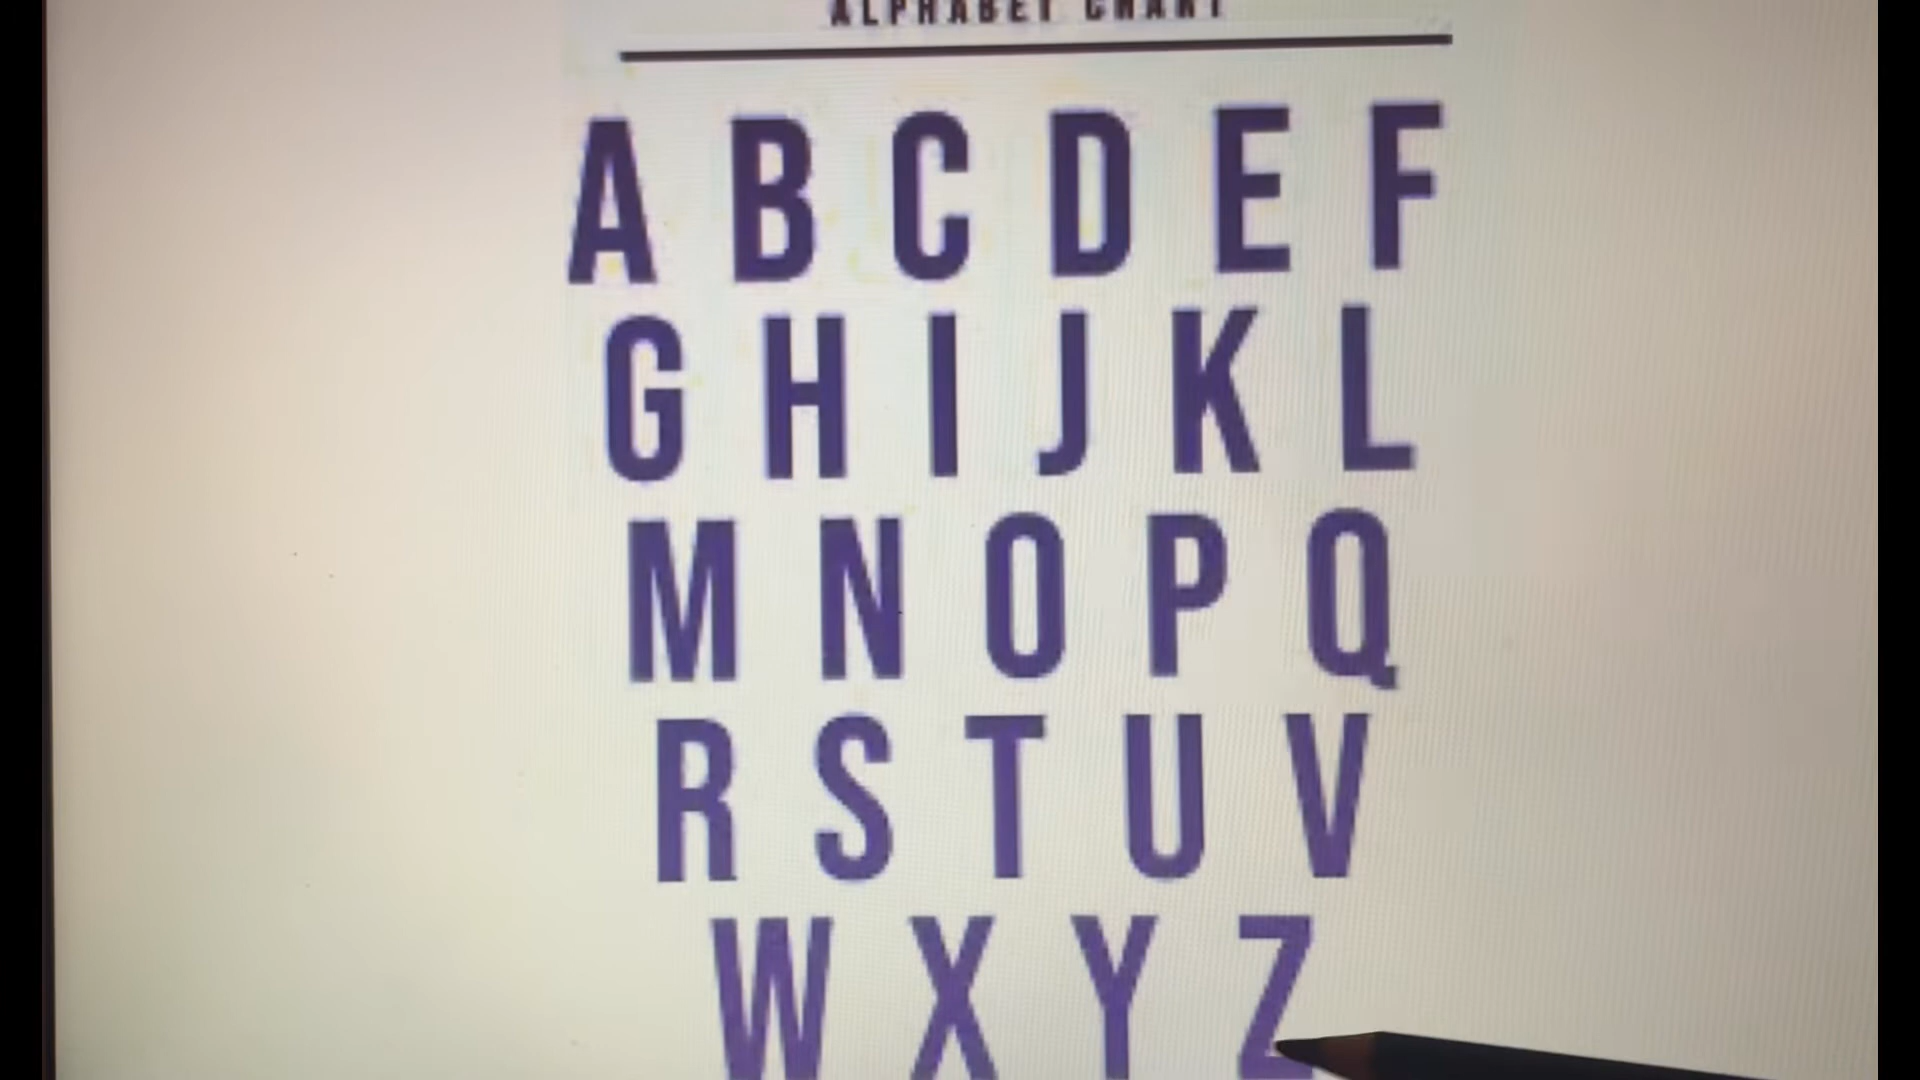 ALPHABET CHART
A B C D E F
G H I J K L
M N O P Q
R S T U V
W X Y Z